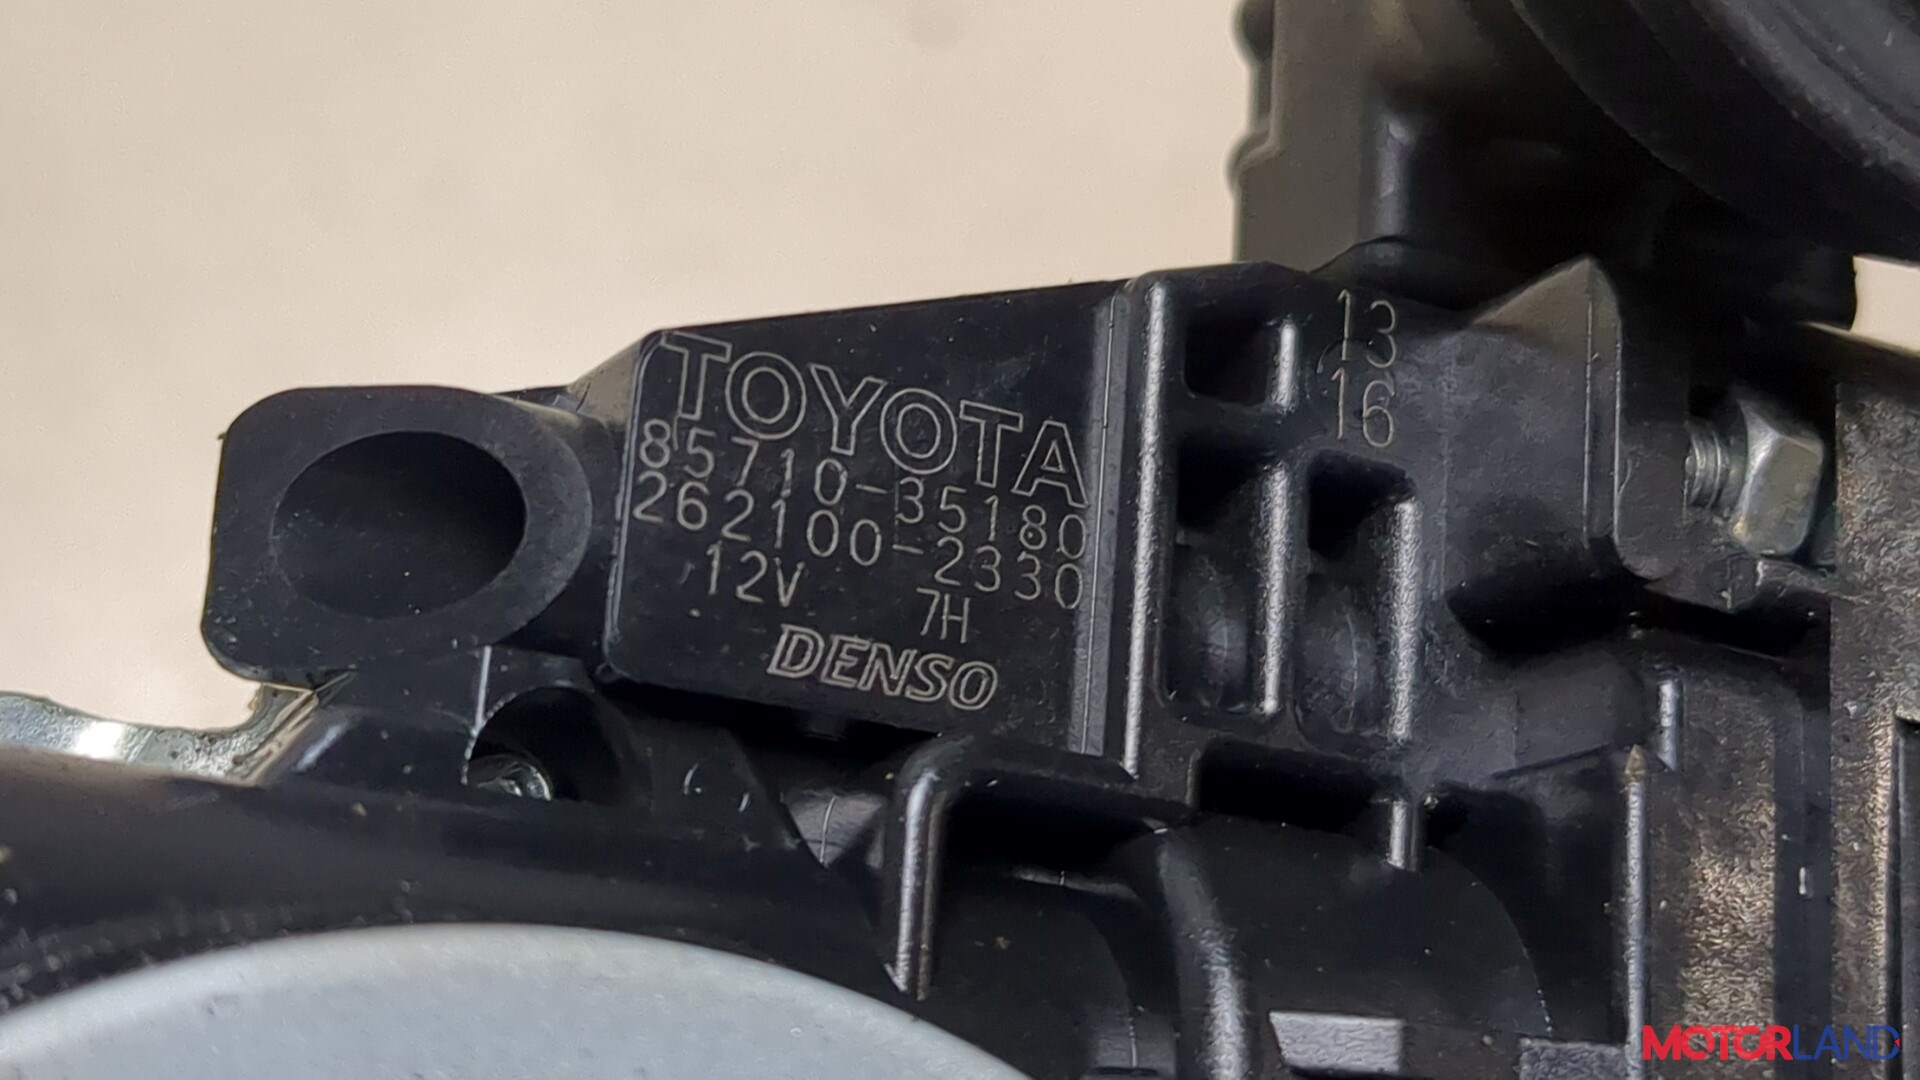 TOYOTA
85710-35180
262100-2330
12V 7H
DENSO
13
16
MOTORLAND